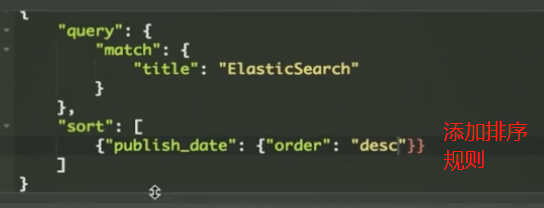 {
"query": {
"match": {
"title": "ElasticSearch"
}
},
"sort": [
{"publish_date": {"order": "desc"}}
]
}
添加排序
规则